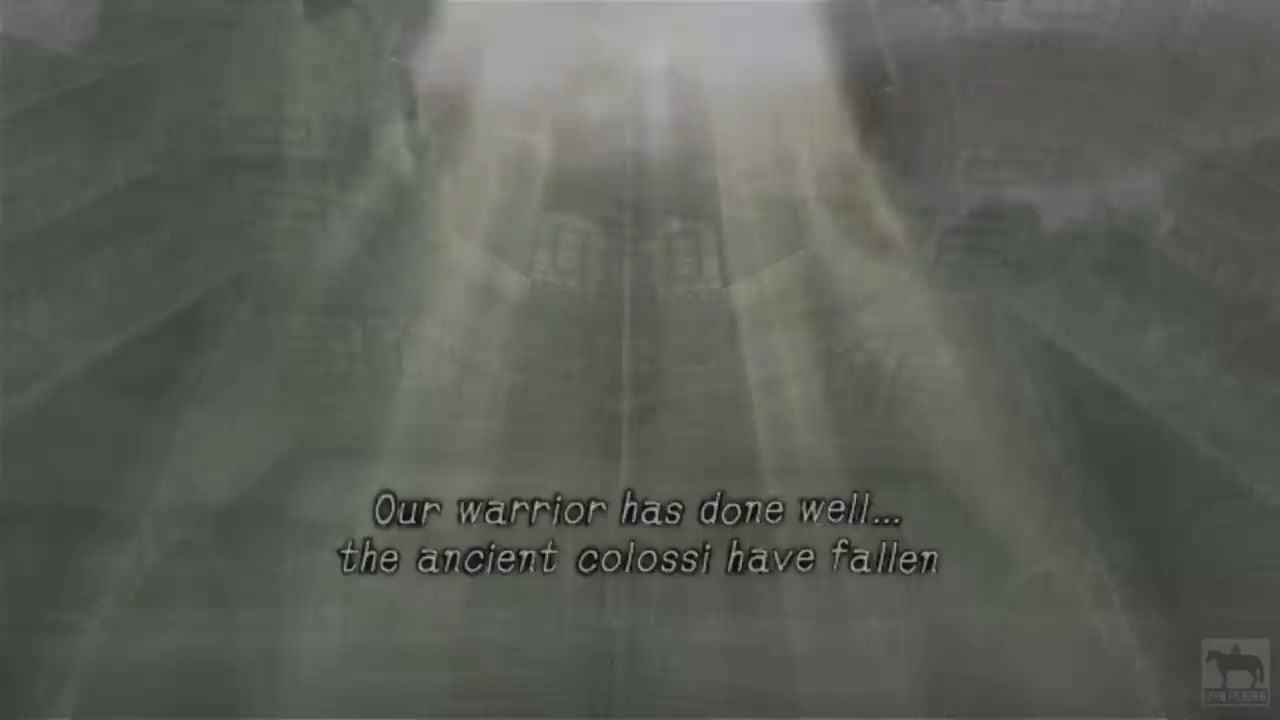 Our warrior has done well...
the ancient colossi have fallen